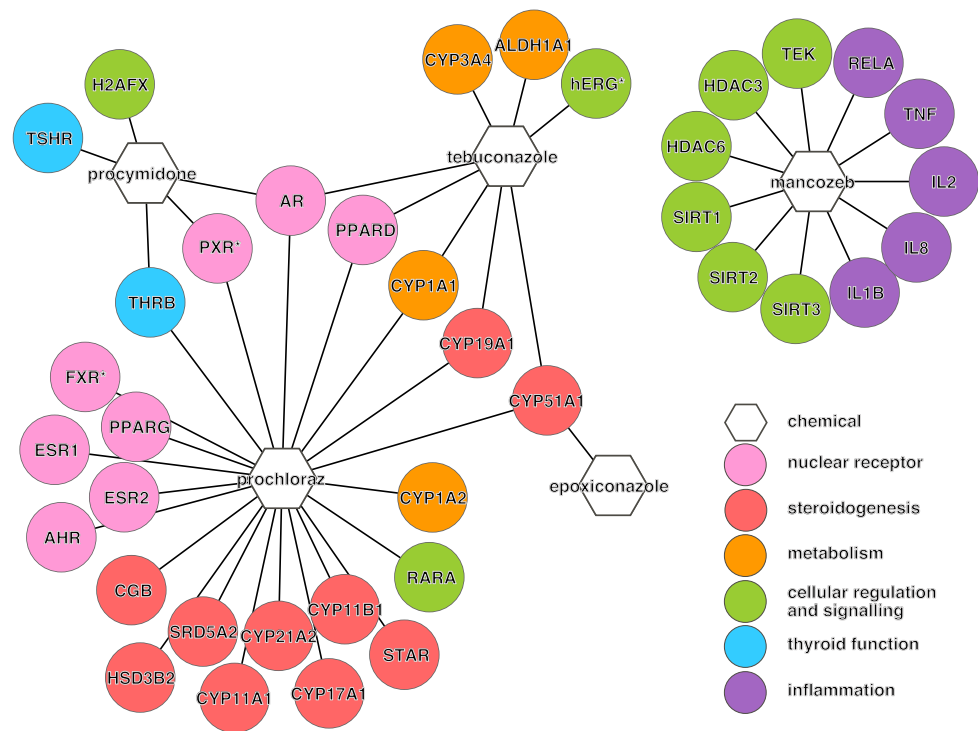 ALDH1A1
CYP3A4
TEK
RELA
H2AFX
hERG*
HDAC3
TNF
TSHR
HDAC6
tebuconazole
procymidone
mancozeb
IL2
AR
SIRT1
PPARD
PXR*
IL8
SIRT2
CYP1A1
IL1B
THRB
SIRT3
CYP19A1
FXR*
CYP51A1
PPARG
chemical
ESR1
nuclear receptor
prochloraz
epoxiconazole
ESR2
CYP1A2
steroidogenesis
AHR
metabolism
RARA
CGB
cellular regulation
and signalling
CYP11B1
SRD5A2
CYP21A2
thyroid function
STAR
HSD3B2
inflammation
CYP11A1
CYP17A1